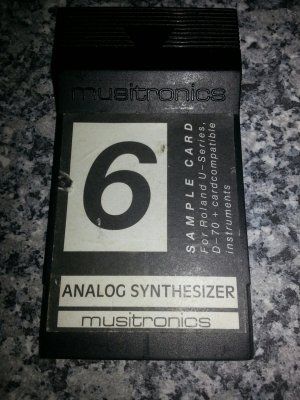 musitronics
6
SAMPLE CARD
For Roland U-Series,
D-70 + cardcompatible
instruments
ANALOG SYNTHESIZER
musitronics